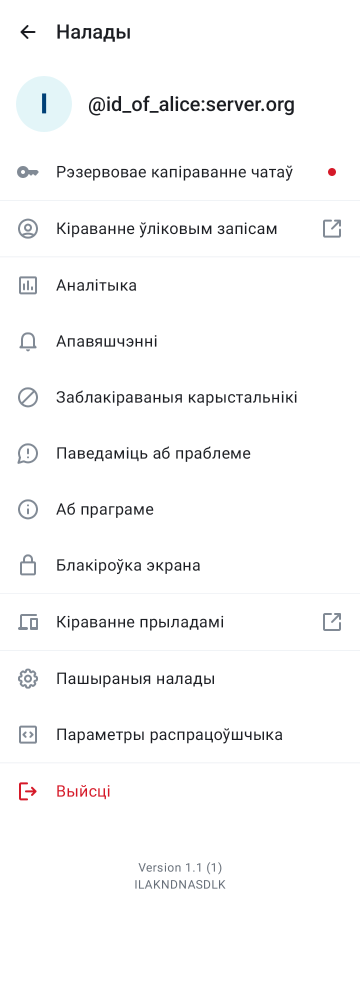 Налады
I
@id_of_alice:server.org
Рэзервовае капіраванне чатаў
Кіраванне ўліковым запісам
Аналітыка
Апавяшчэнні
Заблакіраваныя карыстальнікі
Паведаміць аб праблеме
Аб праграме
Блакіроўка экрана
Кіраванне прыладамі
Пашыраныя налады
Параметры распрацоўшчыка
Выйсці
Version 1.1 (1)
ILAKNDNASDLK